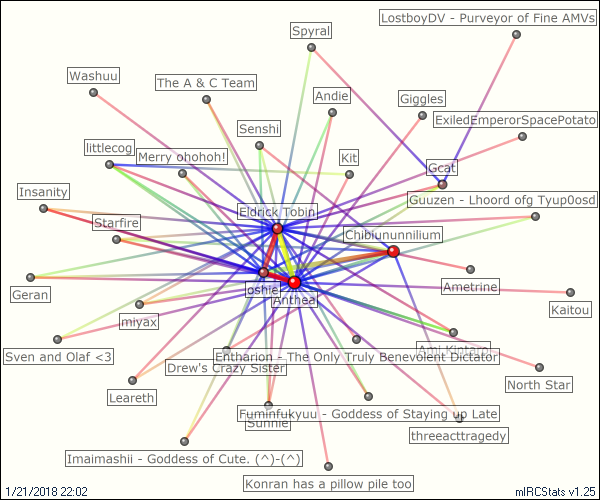 LostboyDV - Purveyor of Fine AMVs
Spyral
Washuu
The A & C Team
Andie
Giggles
ExiledEmperorSpacePotato
Senshi
littlecog
Merry ohohoh!
Kit
Gcat
Insanity
Guuzen - Lhoord ofg Tyup0osd
Eldrick Tobin
Starfire
Chibiununnilium
oshie
Ametrine
Geran
Anthea
Kaitou
miyax
Ami Kintaro
Sven and Olaf <3
Entharion - The Only Truly Benevolent Dictator
Drew's Crazy Sister
North Star
Leareth
Fuminfukyuu - Goddess of Staying up Late
Sunnie
threeacttragedy
Imaimashii - Goddess of Cute. (^)-(^)
Konran has a pillow pile too
1/21/2018 22:02
mIRCStats v1.25